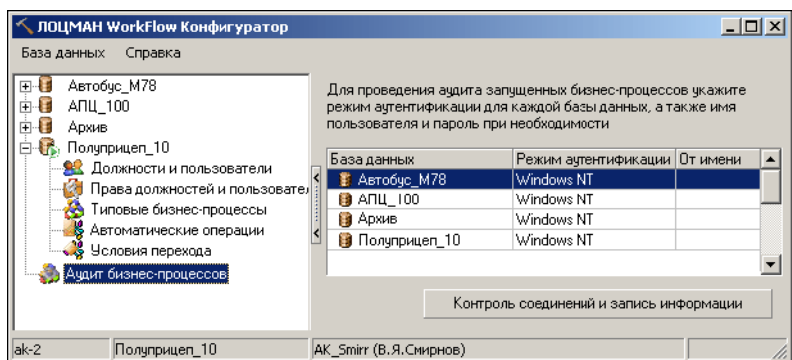 ЛОЦМАН WorkFlow Конфигуратор
База данных Справка
Автобус_М78
АПЦ_100
Архив
Полуприцеп_10
Должности и пользователи
Права должностей и пользовател
Типовые бизнес-процессы
Автоматические операции
Условия перехода
Аудит бизнес-процессов
Для проведения аудита запущенных бизнес-процессов укажите
режим аутентификации для каждой базы данных, а также имя
пользователя и пароль при необходимости
База данных Режим аутентификации От имени
Автобус_М78 Windows NT
АПЦ_100 Windows NT
Архив Windows NT
Полуприцеп_10 Windows NT
Контроль соединений и запись информации
ak-2 Полуприцеп_10 AK_Smirr (В.Я.Смирнов)